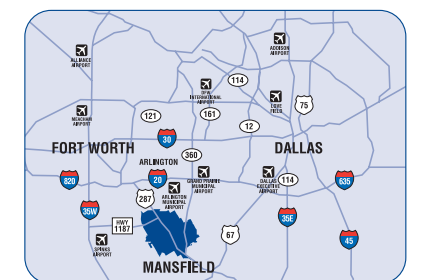 ADDISON
AIRPORT
ALLIANCE
AIRPORT
114
DFW
INTERNATIONAL
AIRPORT
LOVE
FIELD
75
MEACHAM
AIRPORT
121
161
12
30
FORT WORTH
360
DALLAS
ARLINGTON
820
20
GRAND PRAIRIE
MUNICIPAL
AIRPORT
DALLAS
EXECUTIVE
AIRPORT
114
635
287
ARLINGTON
MUNICIPAL
AIRPORT
35W
35E
HWY
1187
67
45
SPINKS
AIRPORT
MANSFIELD